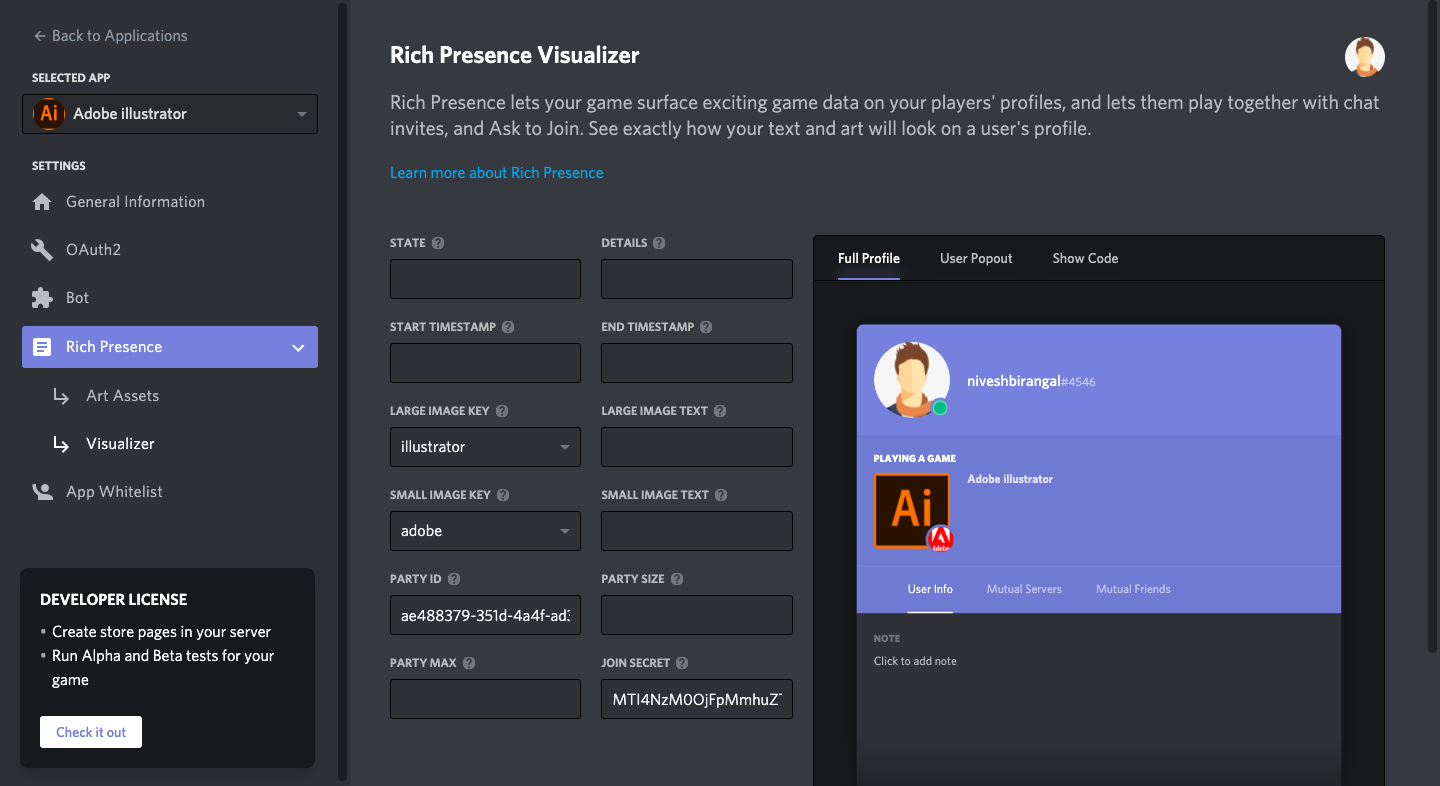 ← Back to Applications
SELECTED APP
Ai Adobe illustrator
SETTINGS
General Information
OAuth2
Bot
Rich Presence
Art Assets
Visualizer
App Whitelist
DEVELOPER LICENSE
• Create store pages in your server
• Run Alpha and Beta tests for your
game
Check it out
Rich Presence Visualizer
Rich Presence lets your game surface exciting game data on your players' profiles, and lets them play together with chat
invites, and Ask to Join. See exactly how your text and art will look on a user's profile.
Learn more about Rich Presence
STATE ? DETAILS ?
START TIMESTAMP ? END TIMESTAMP ?
LARGE IMAGE KEY ? LARGE IMAGE TEXT ?
illustrator
SMALL IMAGE KEY ? SMALL IMAGE TEXT ?
adobe
PARTY ID ? PARTY SIZE ?
ae488379-351d-4a4f-ad3
PARTY MAX ? JOIN SECRET ?
MTI4NzM0OjFpMmhuZT
Full Profile User Popout Show Code
niveshbirangal#4546
PLAYING A GAME
Ai Adobe illustrator
Adobe
User Info Mutual Servers Mutual Friends
NOTE
Click to add note